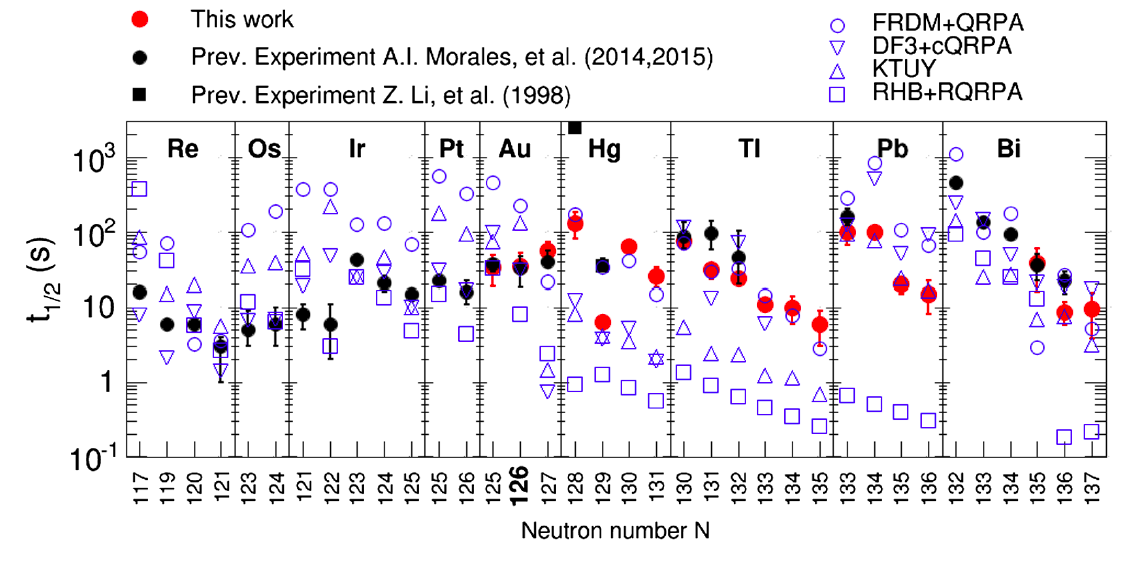 This work
Prev. Experiment A.I. Morales, et al. (2014,2015)
Prev. Experiment Z. Li, et al. (1998)
FRDM+QRPA
DF3+cQRPA
KTUY
RHB+RQRPA
Re Os Ir Pt Au Hg Tl Pb Bi
10³
10²
10
1
10⁻¹
t1/2 (s)
117 119 120 121 123 124 121 122 123 124 125 125 126 125 126 127 128 129 130 131 130 131 132 133 134 135 133 134 135 136 132 133 134 135 136 137
Neutron number N